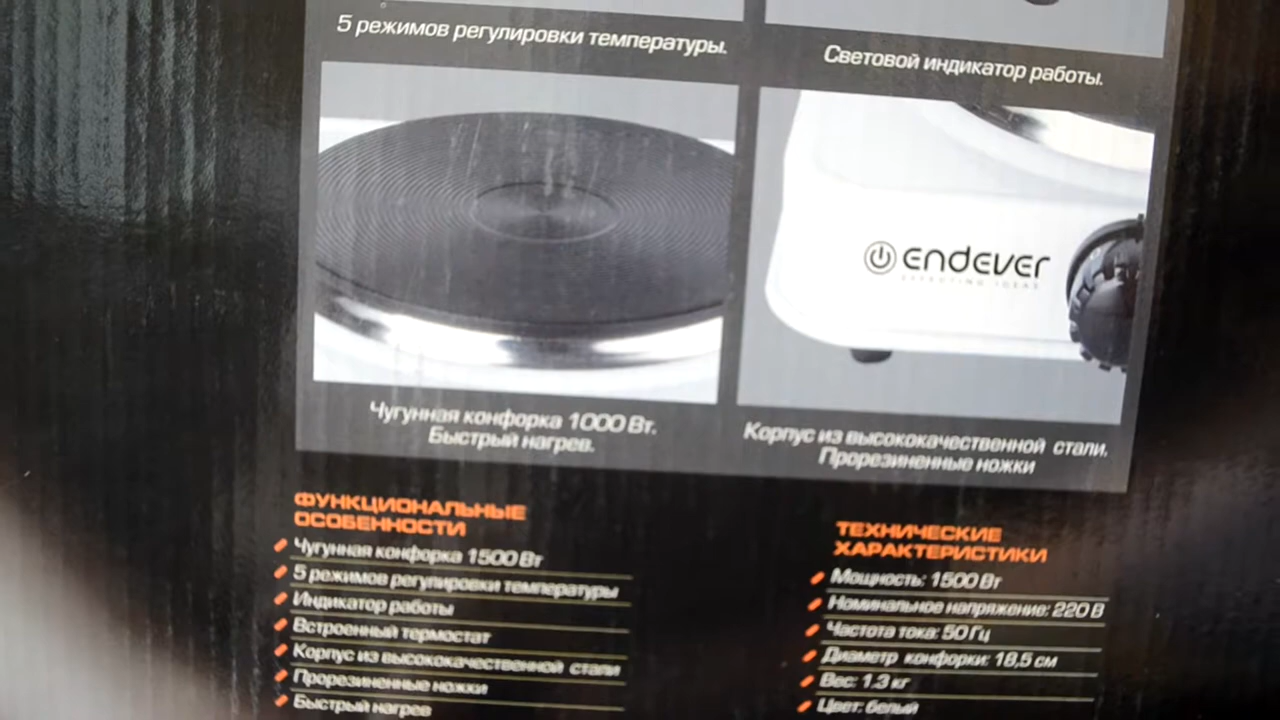 5 режимов регулировки температуры.
Световой индикатор работы.
endever
Чугунная конфорка 1000 Вт.
Быстрый нагрев.
Корпус из высококачественной стали.
Прорезиненные ножки
ФУНКЦИОНАЛЬНЫЕ
ОСОБЕННОСТИ
Чугунная конфорка 1500 Вт
5 режимов регулировки температуры
Индикатор работы
Встроенный термостат
Корпус из высококачественной стали
Прорезиненные ножки
Быстрый нагрев
ТЕХНИЧЕСКИЕ
ХАРАКТЕРИСТИКИ
Мощность: 1500 Вт
Номинальное напряжение: 220 В
Частота тока: 50 Гц
Диаметр конфорки: 18,5 см
Вес: 1.3 кг
Цвет: белый